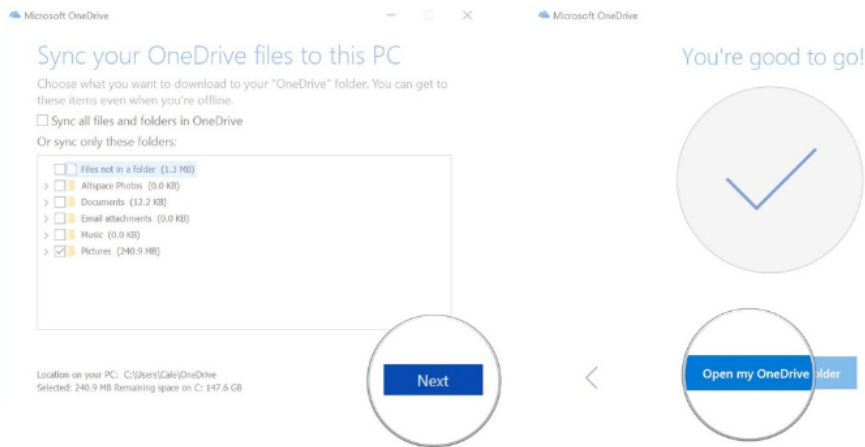 Microsoft OneDrive
Sync your OneDrive files to this PC
Choose what you want to download to your "OneDrive" folder. You can get to
these items even when you're offline.
Sync all files and folders in OneDrive
Or sync only these folders:
Files not in a folder (1.3 MB)
Altspace Photos (0.0 KB)
Documents (12.2 KB)
Email attachments (0.0 KB)
Music (0.0 KB)
Pictures (240.9 MB)
Location on your PC: C:\Users\Cale\OneDrive
Selected: 240.9 MB Remaining space on C: 147.6 GB
Next
Microsoft OneDrive
You're good to go!
Open my OneDrive older